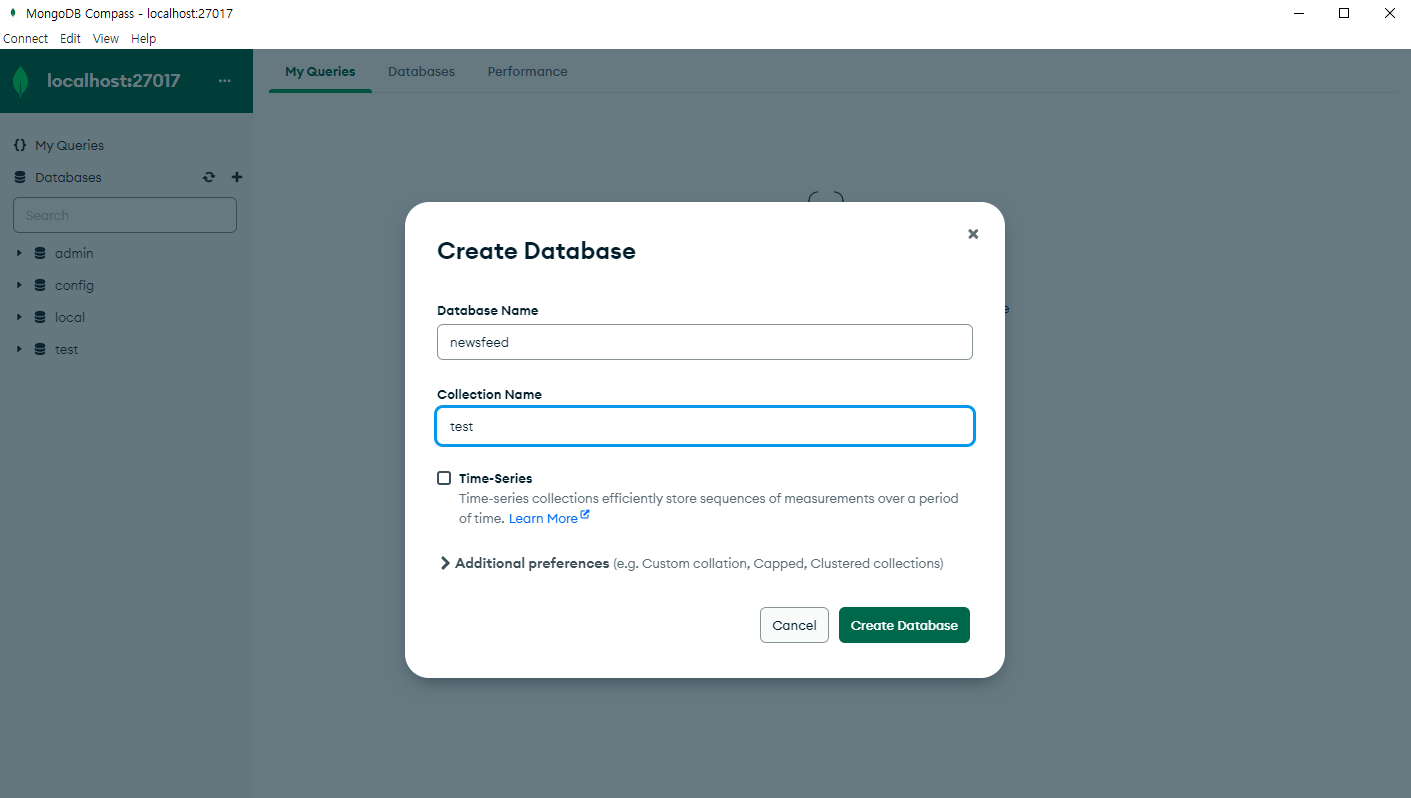 MongoDB Compass - localhost:27017
Connect Edit View Help
localhost:27017 ...
My Queries Databases Performance
{} My Queries
Databases
Search
admin
config
local
test
Create Database
Database Name
newsfeed
Collection Name
test
Time-Series
Time-series collections efficiently store sequences of measurements over a period
of time. Learn More
Additional preferences (e.g. Custom collation, Capped, Clustered collections)
Cancel Create Database